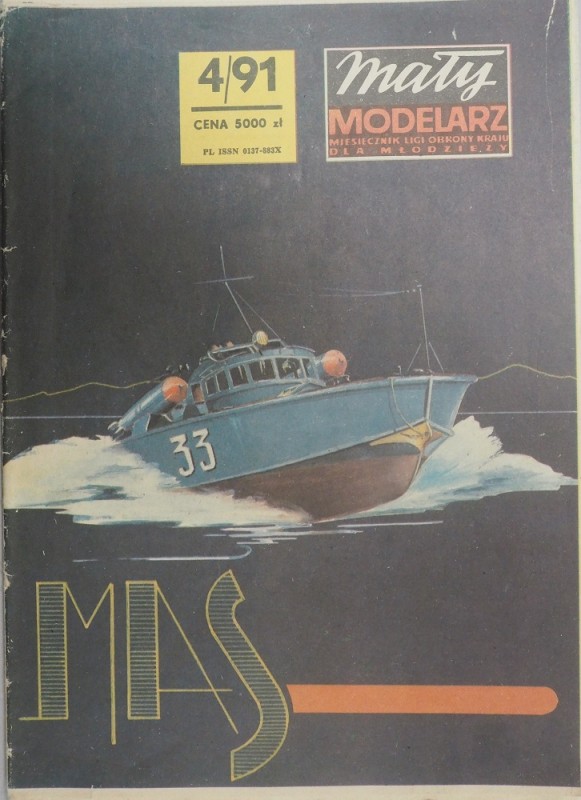 4/91
CENA 5000 zł
PL ISSN 0137-883X
mały
MODELARZ
MIESIĘCZNIK LIGI OBRONY KRAJU
DLA MŁODZIEŻY
33
MAS